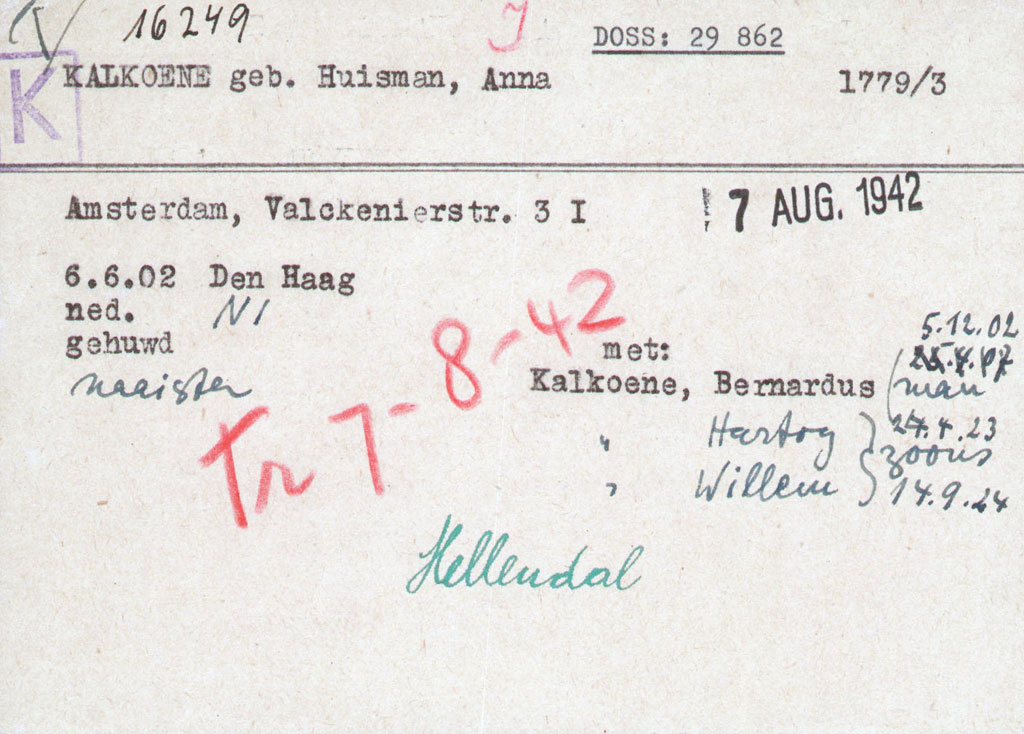 16249 J DOSS: 29 862
K KALKOENE geb. Huisman, Anna 1779/3
Amsterdam, Valckenierstr. 3 I 7 AUG. 1942
6.6.02 Den Haag
ned. NI
gehuwd met: 5.12.02
naaister Kalkoene, Bernardus man
" Hartog 27.4.23
zoons
" Willem 14.9.24
Tr 7-8-42
Hellendal